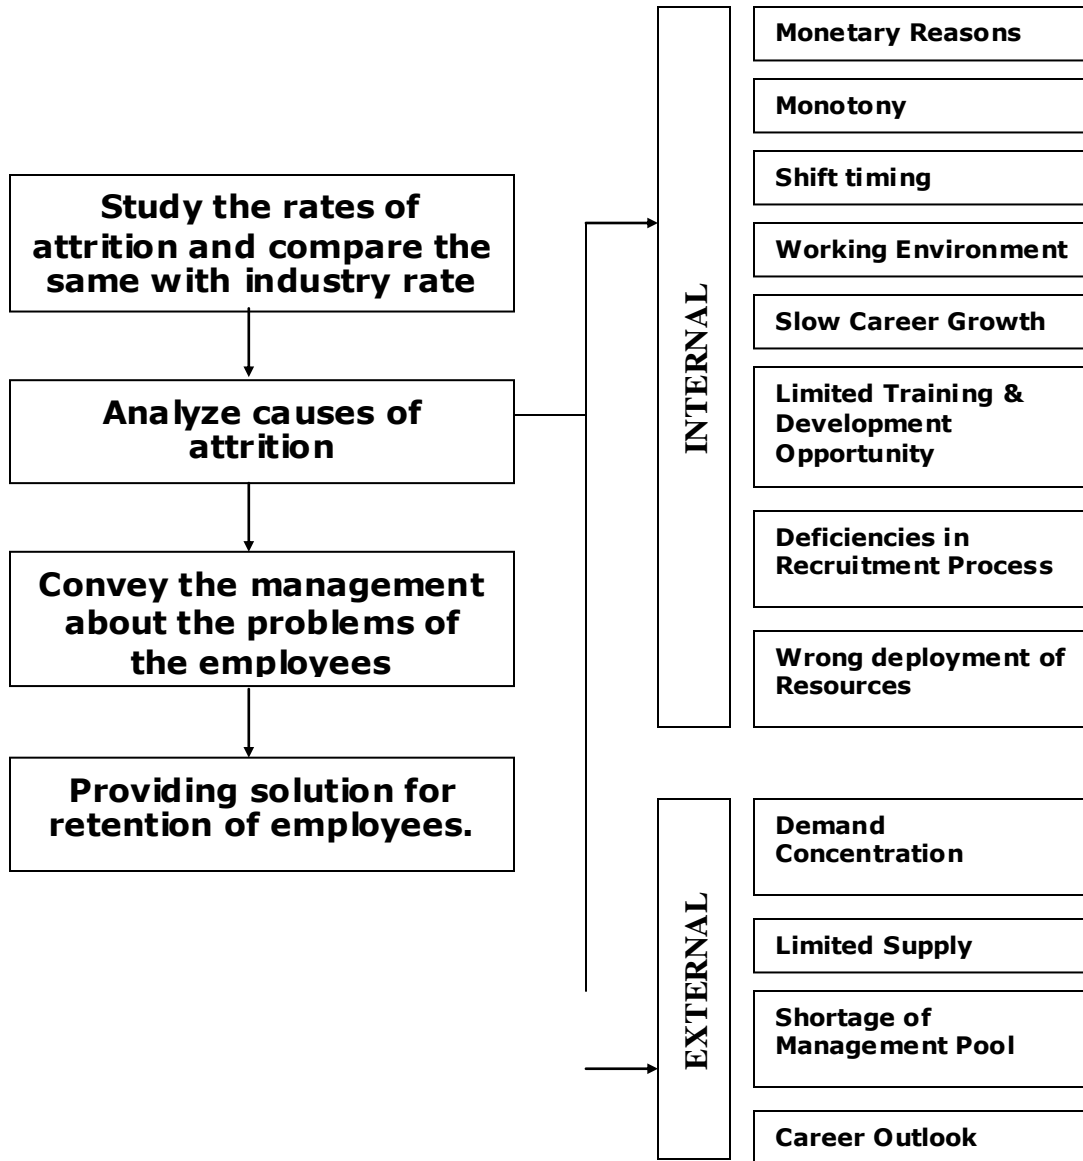 Study the rates of
attrition and compare the
same with industry rate
Analyze causes of
attrition
Convey the management
about the problems of
the employees
Providing solution for
retention of employees.
INTERNAL
Monetary Reasons
Monotony
Shift timing
Working Environment
Slow Career Growth
Limited Training &
Development
Opportunity
Deficiencies in
Recruitment Process
Wrong deployment of
Resources
EXTERNAL
Demand
Concentration
Limited Supply
Shortage of
Management Pool
Career Outlook